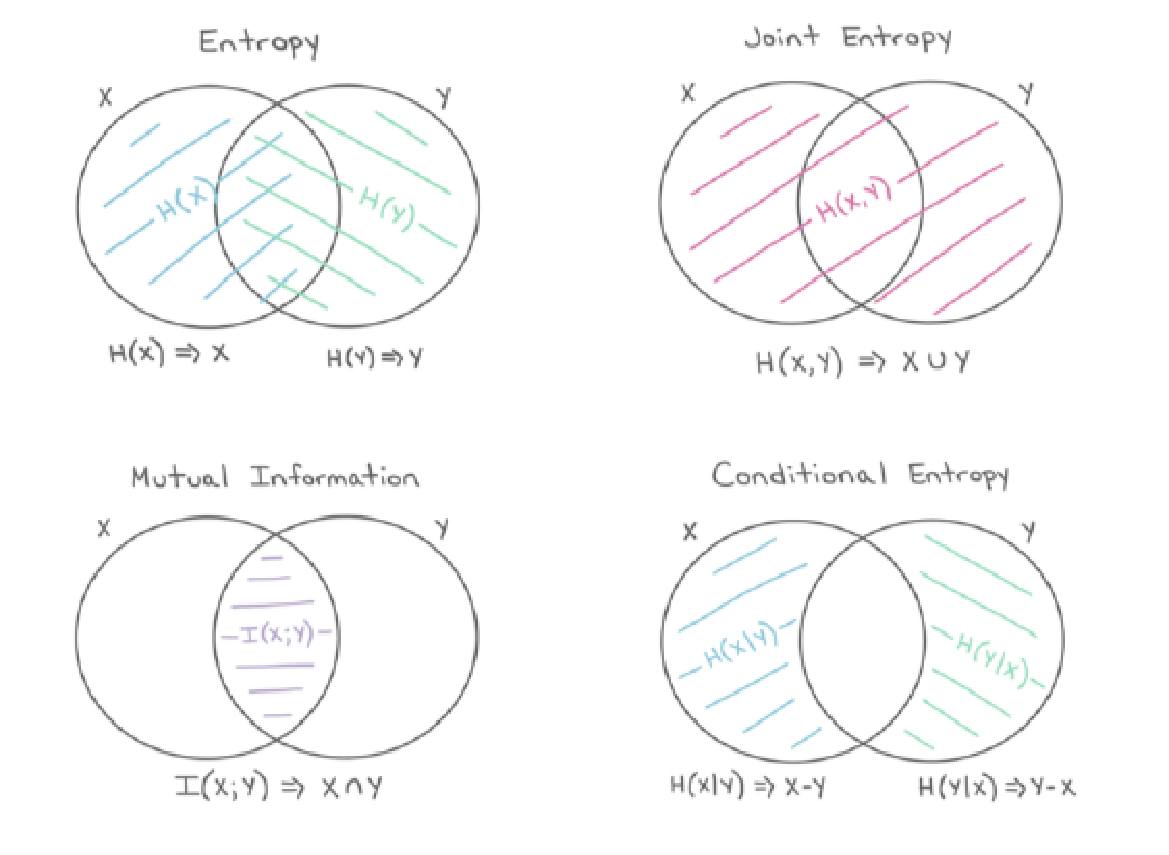 Entropy
X Y
H(X) H(Y)
H(X) ⇒ X H(Y) ⇒ Y
Joint Entropy
X Y
H(X,Y)
H(X,Y) ⇒ X ∪ Y
Mutual Information
X Y
I(X;Y)
I(X;Y) ⇒ X ∩ Y
Conditional Entropy
X Y
H(X|Y) H(Y|X)
H(X|Y) ⇒ X-Y H(Y|X) ⇒ Y-X